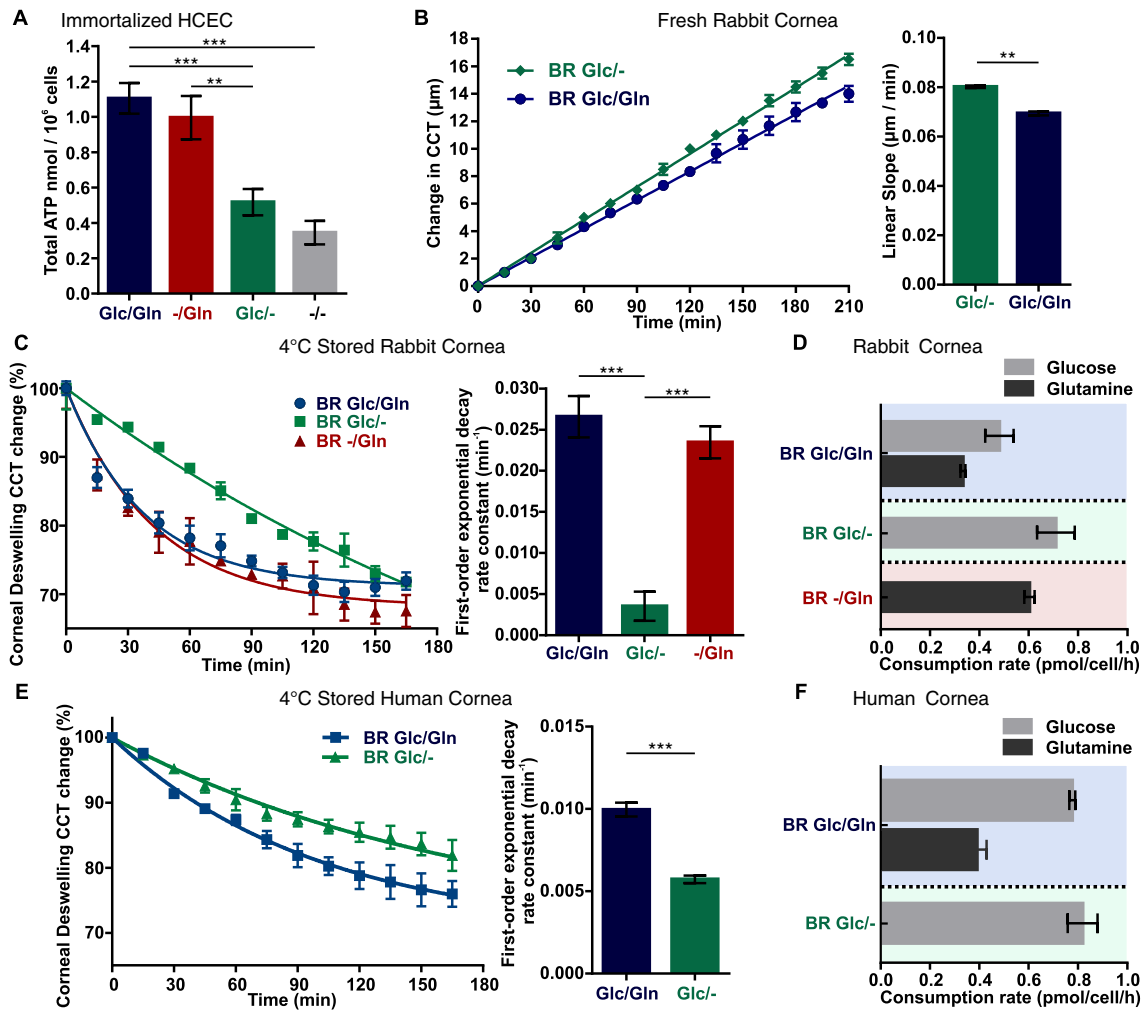 A Immortalized HCEC
Total ATP nmol / 10⁶ cells
1.4
1.2
1.0
0.8
0.6
0.4
0.2
0.0
***
***
**
Glc/Gln -/Gln Glc/- -/-
B Fresh Rabbit Cornea
Change in CCT (µm)
18
16
14
12
10
8
6
4
2
0
BR Glc/-
BR Glc/Gln
0 30 60 90 120 150 180 210
Time (min)
Linear Slope (µm / min)
0.10
0.08
0.06
0.04
0.02
0.00
**
Glc/- Glc/Gln
C 4°C Stored Rabbit Cornea
Corneal Deswelling CCT change (%)
100
90
80
70
BR Glc/Gln
BR Glc/-
BR -/Gln
0 30 60 90 120 150 180
Time (min)
First-order exponential decay
rate constant (min⁻¹)
0.030
0.025
0.020
0.015
0.010
0.005
0.000
***
***
Glc/Gln Glc/- -/Gln
D Rabbit Cornea
Glucose
Glutamine
BR Glc/Gln
BR Glc/-
BR -/Gln
0.0 0.2 0.4 0.6 0.8 1.0
Consumption rate (pmol/cell/h)
E 4°C Stored Human Cornea
Corneal Deswelling CCT change (%)
100
90
80
70
BR Glc/Gln
BR Glc/-
0 30 60 90 120 150 180
Time (min)
First-order exponential decay
rate constant (min⁻¹)
0.015
0.010
0.005
0.000
***
Glc/Gln Glc/-
F Human Cornea
Glucose
Glutamine
BR Glc/Gln
BR Glc/-
0.0 0.2 0.4 0.6 0.8 1.0
Consumption rate (pmol/cell/h)